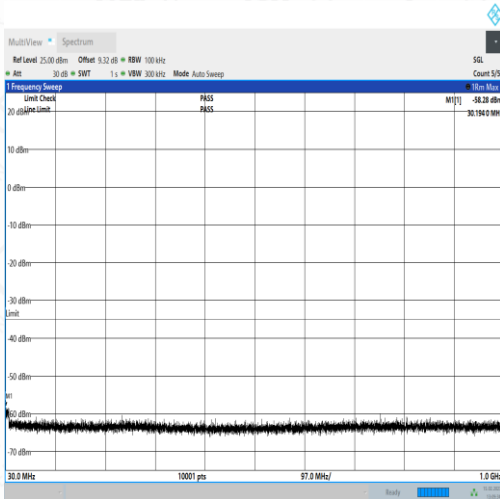 MultiView Spectrum
Ref Level 25.00 dBm Offset 9.32 dB RBW 100 kHz SGL
Att 30 dB SWT 1 s VBW 300 kHz Mode Auto Sweep Count 5/5
1 Frequency Sweep 1Rm Max
Limit Check PASS M1[1] -58.28 dBm
Line Limit PASS 30.1940 MH
20 dBm
10 dBm
0 dBm
-10 dBm
-20 dBm
-30 dBm
Limit
-40 dBm
-50 dBm
M1
-60 dBm
-70 dBm
30.0 MHz 10001 pts 97.0 MHz/ 1.0 GHz
Ready